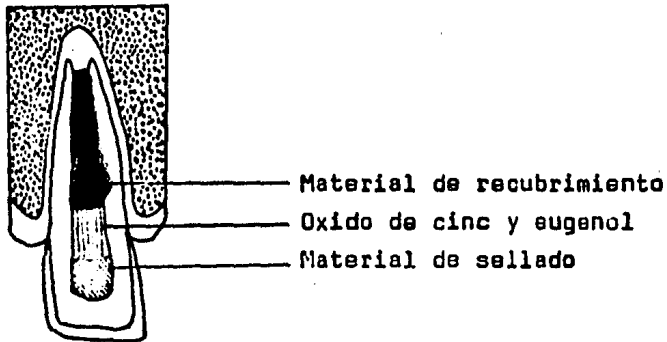 Material de recubrimiento
Oxido de cinc y eugenol
Material de sellado